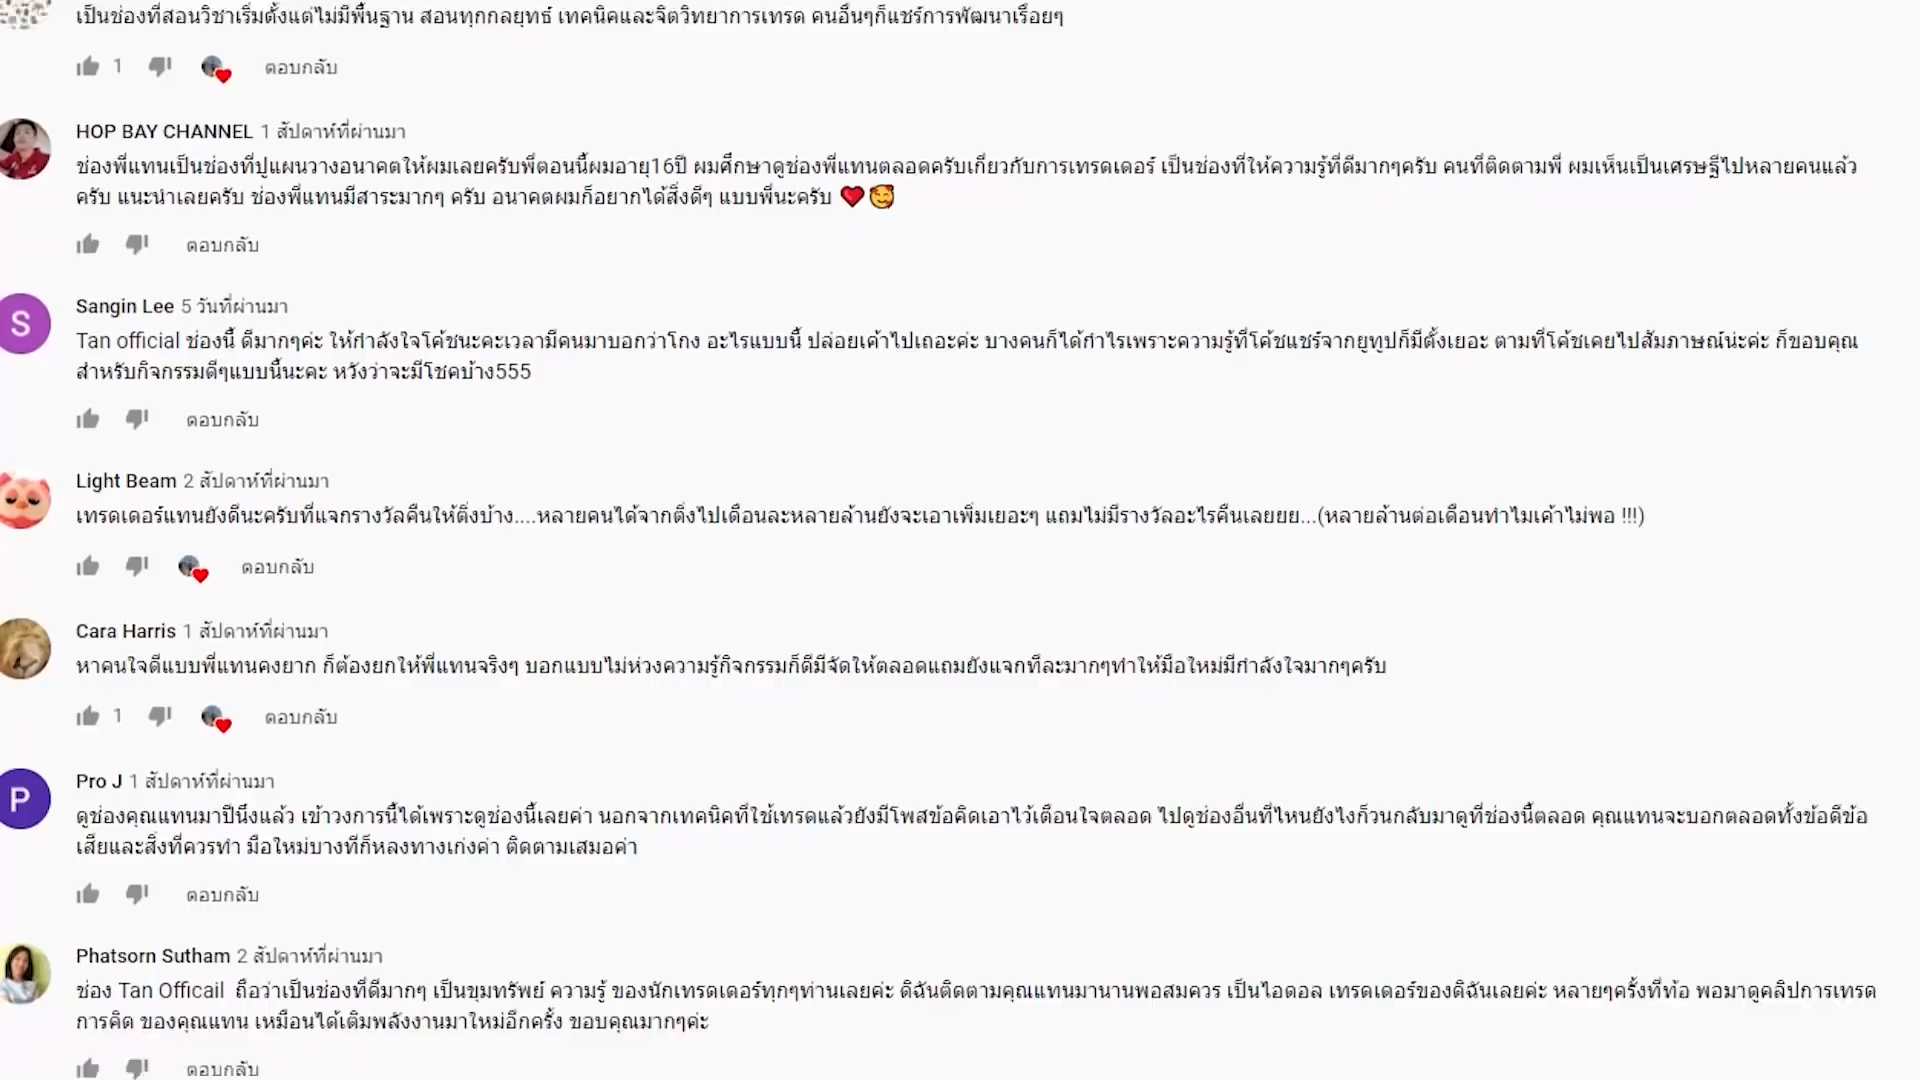 เป็นช่องที่สอนวิชาเริ่มตั้งแต่ไม่มีพื้นฐาน สอนทุกกลยุทธ์ เทคนิคและจิตวิทยาการเทรด คนอื่นๆก็แชร์การพัฒนาเรื่อยๆ
1 ตอบกลับ
HOP BAY CHANNEL 1 สัปดาห์ที่ผ่านมา
ช่องพี่แทนเป็นช่องที่ปูแผนวางอนาคตให้ผมเลยครับพี่ตอนนี้ผมอายุ16ปี ผมศึกษาดูช่องพี่แทนตลอดครับเกี่ยวกับการเทรดเดอร์ เป็นช่องที่ให้ความรู้ที่ดีมากๆครับ คนที่ติดตามพี่ ผมเห็นเป็นเศรษฐีไปหลายคนแล้ว
ครับ แนะนำเลยครับ ช่องพี่แทนมีสาระมากๆ ครับ อนาคตผมก็อยากได้สิ่งดีๆ แบบพี่นะครับ ❤️🥰
ตอบกลับ
Sangin Lee 5 วันที่ผ่านมา
Tan official ช่องนี้ ดีมากๆค่ะ ให้กำลังใจโค้ชนะคะเวลามีคนมาบอกว่าโกง อะไรแบบนี้ ปล่อยเค้าไปเถอะค่ะ บางคนก็ได้กำไรเพราะความรู้ที่โค้ชแชร์จากยูทูปก็มีตั้งเยอะ ตามที่โค้ชเคยไปสัมภาษณ์น่ะค่ะ ก็ขอบคุณ
สำหรับกิจกรรมดีๆแบบนี้นะคะ หวังว่าจะมีโชคบ้าง555
ตอบกลับ
Light Beam 2 สัปดาห์ที่ผ่านมา
เทรดเดอร์แทนยังดีนะครับที่แจกรางวัลคืนให้ติ่งบ้าง....หลายคนได้จากติ่งไปเดือนละหลายล้านยังจะเอาเพิ่มเยอะๆ แถมไม่มีรางวัลอะไรคืนเลยยย...(หลายล้านต่อเดือนทำไมเค้าไม่พอ !!!)
ตอบกลับ
Cara Harris 1 สัปดาห์ที่ผ่านมา
หาคนใจดีแบบพี่แทนคงยาก ก็ต้องยกให้พี่แทนจริงๆ บอกแบบไม่ห่วงความรู้กิจกรรมก็ดีมีจัดให้ตลอดแถมยังแจกทีละมากๆทำให้มือใหม่มีกำลังใจมากๆครับ
1 ตอบกลับ
Pro J 1 สัปดาห์ที่ผ่านมา
ดูช่องคุณแทนมาปีนึงแล้ว เข้าวงการนี้ได้เพราะดูช่องนี้เลยค่า นอกจากเทคนิคที่ใช้เทรดแล้วยังมีโพสข้อคิดเอาไว้เตือนใจตลอด ไปดูช่องอื่นที่ไหนยังไงก็วนกลับมาดูที่ช่องนี้ตลอด คุณแทนจะบอกตลอดทั้งข้อดีข้อ
เสียและสิ่งที่ควรทำ มือใหม่บางทีก็หลงทางเก่งค่า ติดตามเสมอค่า
ตอบกลับ
Phatsorn Sutham 2 สัปดาห์ที่ผ่านมา
ช่อง Tan Officail ถือว่าเป็นช่องที่ดีมากๆ เป็นขุมทรัพย์ ความรู้ ของนักเทรดเดอร์ทุกๆท่านเลยค่ะ ดิฉันติดตามคุณแทนมานานพอสมควร เป็นไอดอล เทรดเดอร์ของดิฉันเลยค่ะ หลายๆครั้งที่ท้อ พอมาดูคลิปการเทรด
การคิด ของคุณแทน เหมือนได้เติมพลังงานมาใหม่อีกครั้ง ขอบคุณมากๆค่ะ
ตอบกลับ